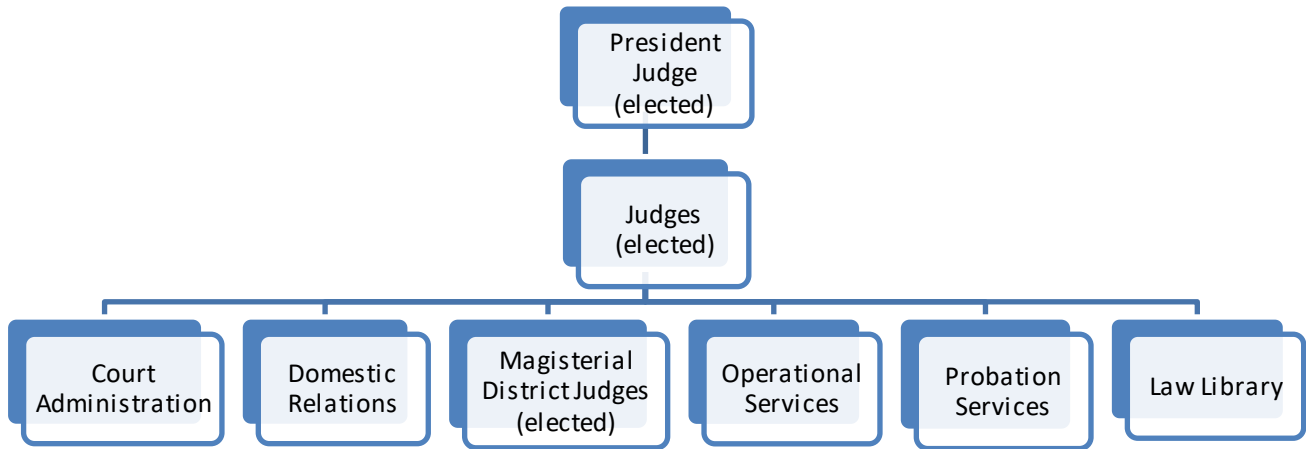 President
Judge
(elected)
Judges
(elected)
Court
Administration
Domestic
Relations
Magisterial
District Judges
(elected)
Operational
Services
Probation
Services
Law Library